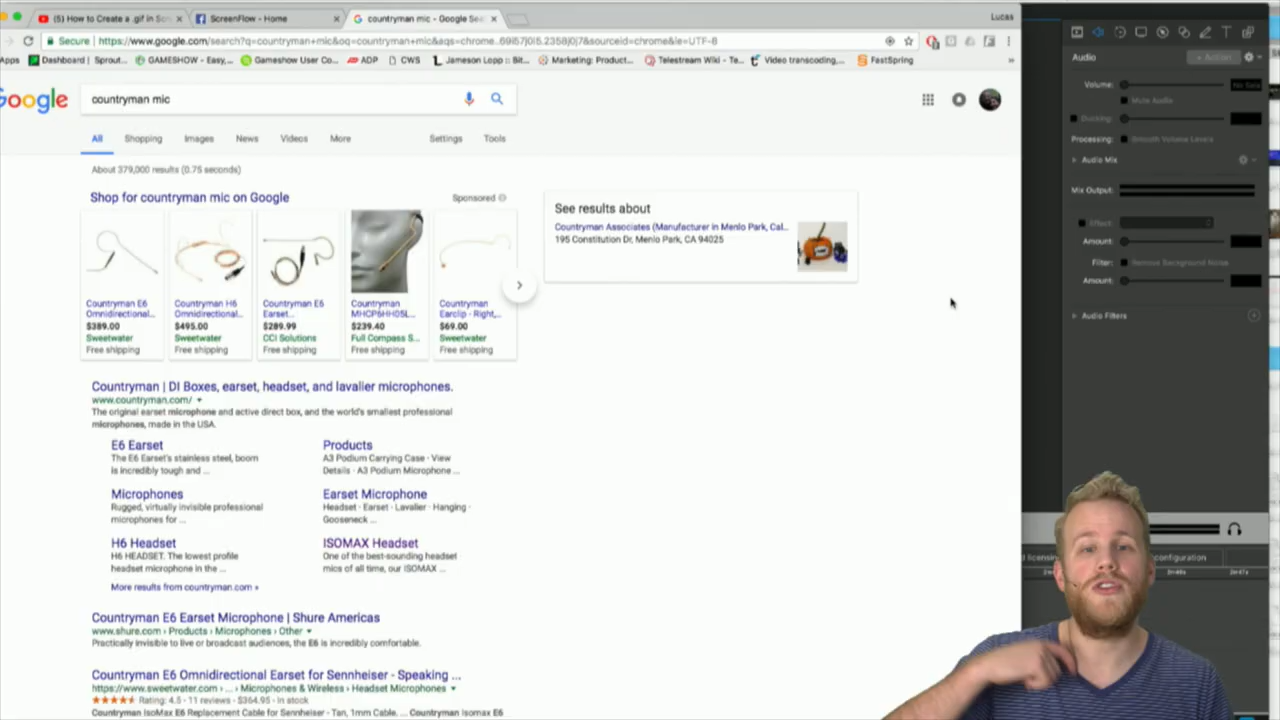 (5) How to Create a .gif in Scr
ScreenFlow - Home
countryman mic - Google Sea
Lucas
Secure
https://www.google.com/search?q=countryman+mic&oq=countryman+mic&aqs=chrome..69i57j0l5.2358j0j7&sourceid=chrome&ie=UTF-8
Apps
Dashboard | Sprout...
GAMESHOW - Easy,...
Gameshow User Co...
ADP
CWS
Jameson Lopp :: Bit...
Marketing: Product...
Telestream Wiki - Te...
Video transcoding,...
FastSpring
»
Google
countryman mic
All
Shopping
Images
News
Videos
More
Settings
Tools
About 379,000 results (0.75 seconds)
Shop for countryman mic on Google
Sponsored
Countryman E6
Omnidirectional...
$389.00
Sweetwater
Free shipping
Countryman H6
Omnidirectional...
$495.00
Sweetwater
Free shipping
Countryman E6
Earset...
$289.99
CCI Solutions
Free shipping
Countryman
MHCP6HH05L...
$239.40
Full Compass S...
Free shipping
Countryman
Earclip - Right,...
$69.00
Sweetwater
Free shipping
See results about
Countryman Associates (Manufacturer in Menlo Park, Cal...
195 Constitution Dr, Menlo Park, CA 94025
Countryman | DI Boxes, earset, headset, and lavalier microphones.
www.countryman.com/
The original earset microphone and active direct box, and the world's smallest professional
microphones, made in the USA.
E6 Earset
The E6 Earset's stainless steel, boom
is incredibly tough and ...
Products
A3 Podium Carrying Case · View
Details · A3 Podium Microphone ...
Microphones
Rugged, virtually invisible professional
microphones for ...
Earset Microphone
Headset · Earset · Lavalier · Hanging ·
Gooseneck ...
H6 Headset
H6 HEADSET. The lowest profile
headset microphone in the ...
ISOMAX Headset
One of the best-sounding headset
mics of all time, our ISOMAX ...
More results from countryman.com »
Countryman E6 Earset Microphone | Shure Americas
www.shure.com › Products › Microphones › Other
Practically invisible to live or broadcast audiences, the E6 is incredibly comfortable.
Countryman E6 Omnidirectional Earset for Sennheiser - Speaking ...
https://www.sweetwater.com › ... › Microphones & Wireless › Headset Microphones
Rating: 4.5 - 11 reviews - $364.95 - In stock
Countryman IsoMax E6 Replacement Cable for Sennheiser - Tan, 1mm Cable. ... Countryman Isomax E6
Audio
+ Action
Volume:
Mute Audio
Ducking:
Processing:
Smooth Volume Levels
Audio Mix
Mix Output:
Effect:
Amount:
Filter:
Remove Background Noise
Amount:
Audio Filters
d licensing
configuration